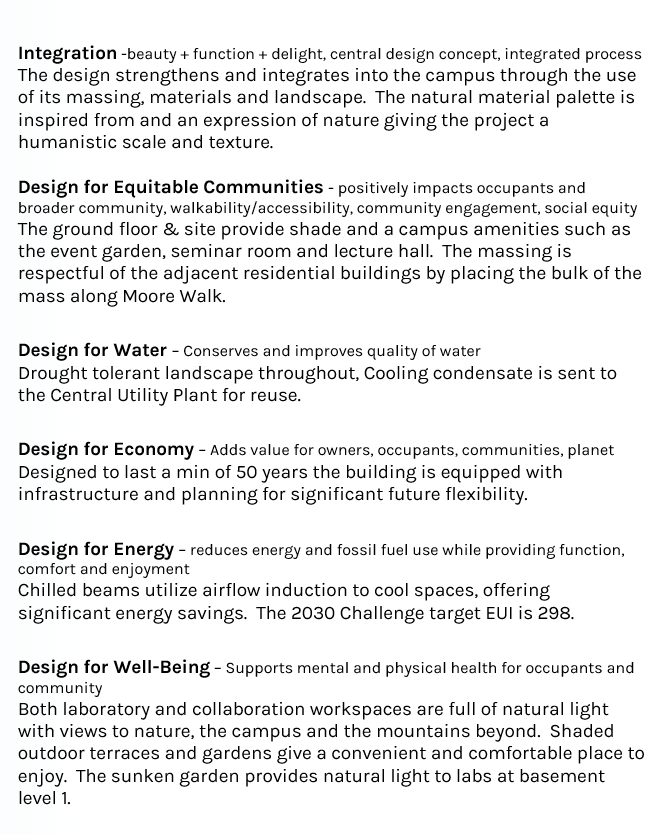 Integration -beauty + function + delight, central design concept, integrated process
The design strengthens and integrates into the campus through the use
of its massing, materials and landscape.  The natural material palette is
inspired from and an expression of nature giving the project a
humanistic scale and texture.
Design for Equitable Communities - positively impacts occupants and
broader community, walkability/accessibility, community engagement, social equity
The ground floor & site provide shade and a campus amenities such as
the event garden, seminar room and lecture hall.  The massing is
respectful of the adjacent residential buildings by placing the bulk of the
mass along Moore Walk.
Design for Water – Conserves and improves quality of water
Drought tolerant landscape throughout, Cooling condensate is sent to
the Central Utility Plant for reuse.
Design for Economy – Adds value for owners, occupants, communities, planet
Designed to last a min of 50 years the building is equipped with
infrastructure and planning for significant future flexibility.
Design for Energy – reduces energy and fossil fuel use while providing function,
comfort and enjoyment
Chilled beams utilize airflow induction to cool spaces, offering
significant energy savings.  The 2030 Challenge target EUI is 298.
Design for Well-Being – Supports mental and physical health for occupants and
community
Both laboratory and collaboration workspaces are full of natural light
with views to nature, the campus and the mountains beyond.  Shaded
outdoor terraces and gardens give a convenient and comfortable place to
enjoy.  The sunken garden provides natural light to labs at basement
level 1.